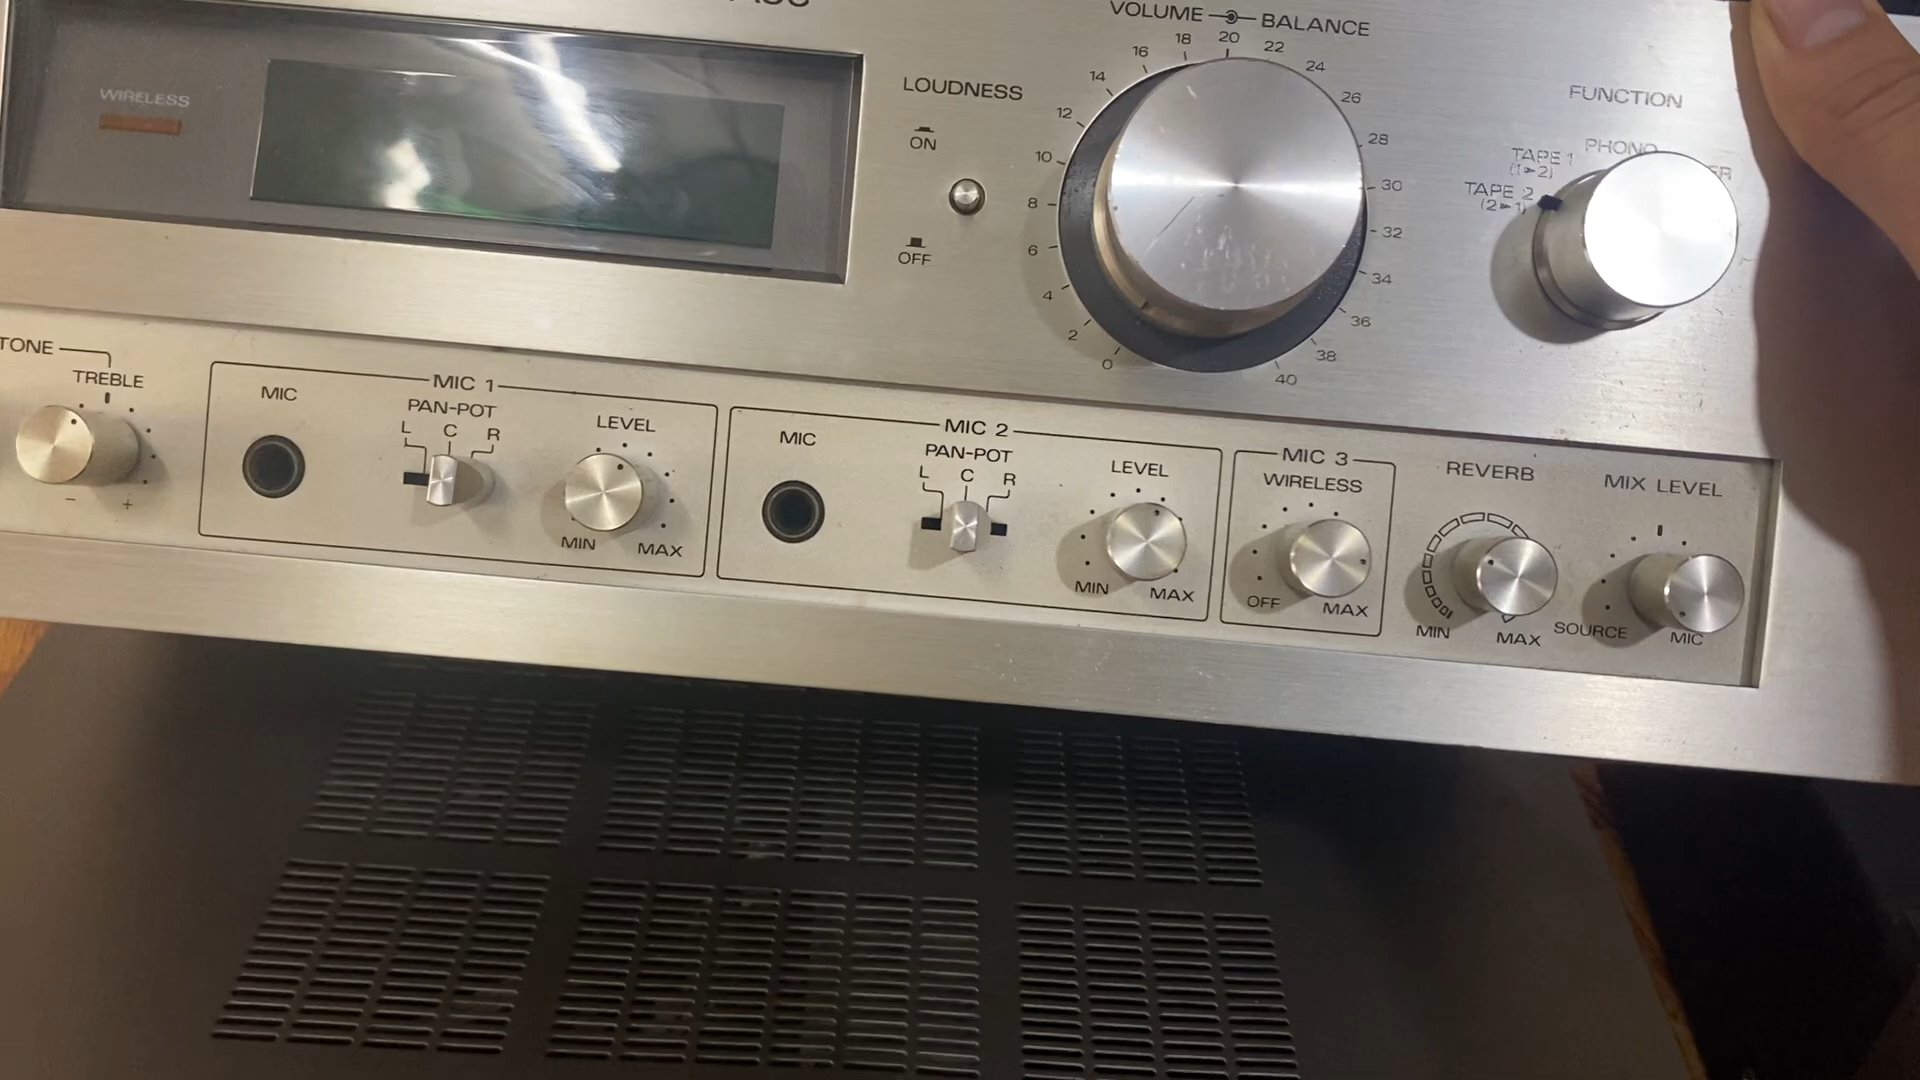 VOLUME BALANCE
WIRELESS
LOUDNESS
ON
OFF
0 2 4 6 8 10 12 14 16 18 20 22 24 26 28 30 32 34 36 38 40
FUNCTION
PHONO
TAPE 1
(1▸2)
TAPE 2
(2▸1)
TONE
TREBLE
- +
MIC 1
MIC
PAN-POT
L C R
LEVEL
MIN MAX
MIC 2
MIC
PAN-POT
L C R
LEVEL
MIN MAX
MIC 3
WIRELESS
OFF MAX
REVERB
MIN MAX
MIX LEVEL
SOURCE MIC